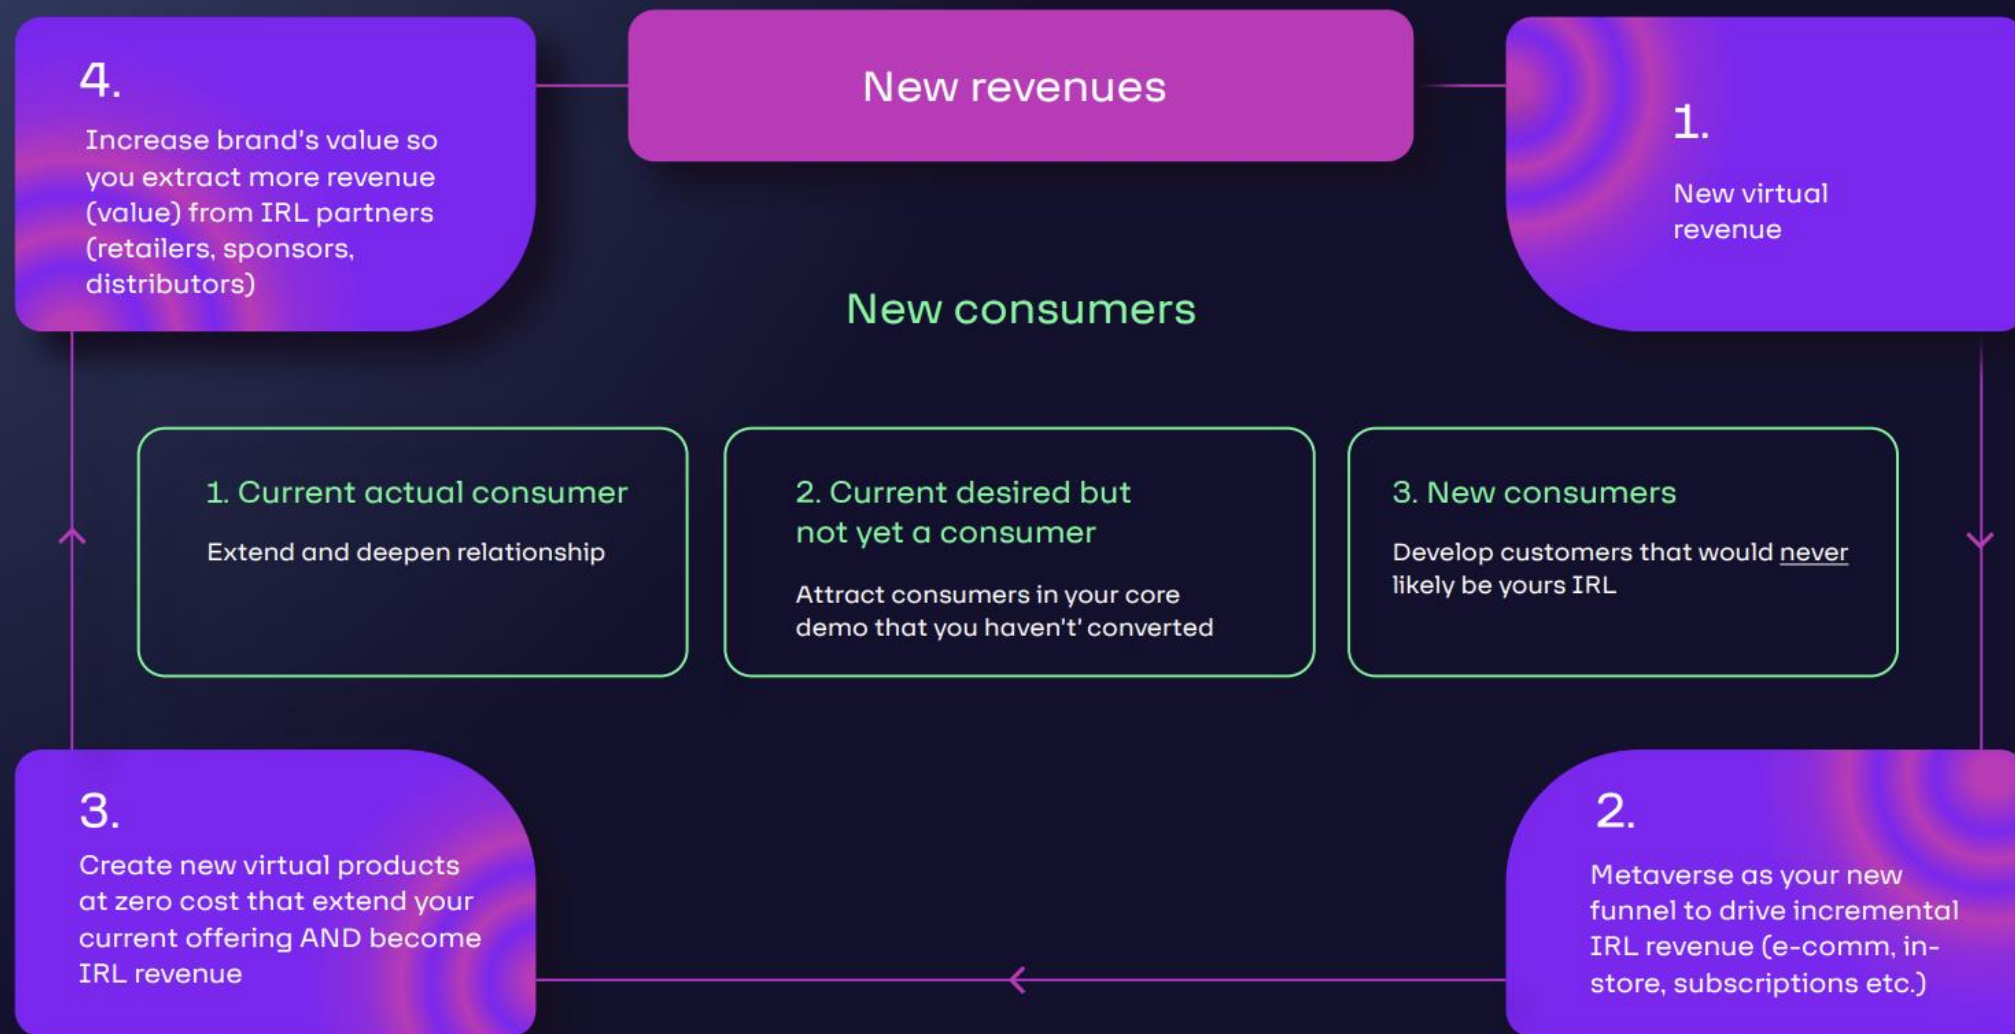 New revenues
4.
Increase brand's value so
you extract more revenue
(value) from IRL partners
(retailers, sponsors,
distributors)
1.
New virtual
revenue
New consumers
1. Current actual consumer
Extend and deepen relationship
2. Current desired but
not yet a consumer
Attract consumers in your core
demo that you haven't' converted
3. New consumers
Develop customers that would never
likely be yours IRL
3.
Create new virtual products
at zero cost that extend your
current offering AND become
IRL revenue
2.
Metaverse as your new
funnel to drive incremental
IRL revenue (e-comm, in-
store, subscriptions etc.)